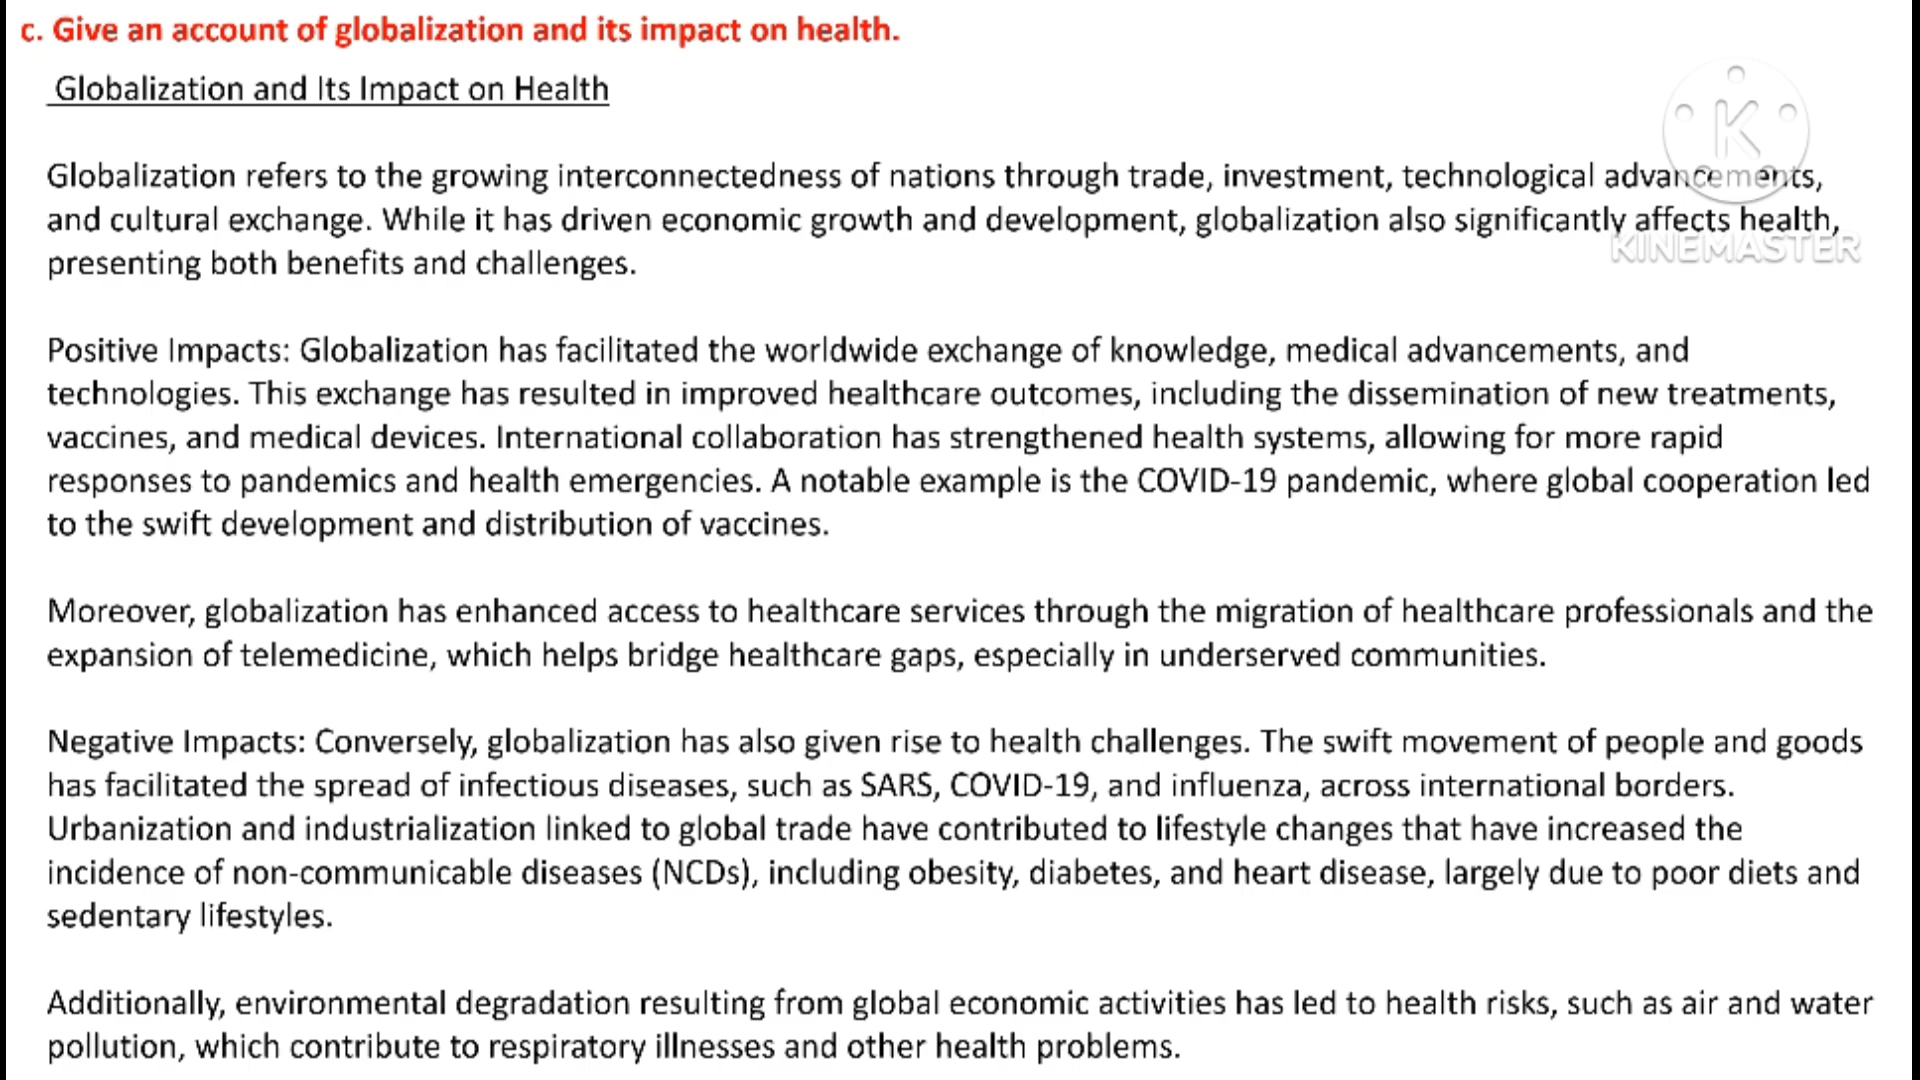 c. Give an account of globalization and its impact on health.
Globalization and Its Impact on Health
Globalization refers to the growing interconnectedness of nations through trade, investment, technological advancements,
and cultural exchange. While it has driven economic growth and development, globalization also significantly affects health,
presenting both benefits and challenges.
K
KINEMASTER
Positive Impacts: Globalization has facilitated the worldwide exchange of knowledge, medical advancements, and
technologies. This exchange has resulted in improved healthcare outcomes, including the dissemination of new treatments,
vaccines, and medical devices. International collaboration has strengthened health systems, allowing for more rapid
responses to pandemics and health emergencies. A notable example is the COVID-19 pandemic, where global cooperation led
to the swift development and distribution of vaccines.
Moreover, globalization has enhanced access to healthcare services through the migration of healthcare professionals and the
expansion of telemedicine, which helps bridge healthcare gaps, especially in underserved communities.
Negative Impacts: Conversely, globalization has also given rise to health challenges. The swift movement of people and goods
has facilitated the spread of infectious diseases, such as SARS, COVID-19, and influenza, across international borders.
Urbanization and industrialization linked to global trade have contributed to lifestyle changes that have increased the
incidence of non-communicable diseases (NCDs), including obesity, diabetes, and heart disease, largely due to poor diets and
sedentary lifestyles.
Additionally, environmental degradation resulting from global economic activities has led to health risks, such as air and water
pollution, which contribute to respiratory illnesses and other health problems.